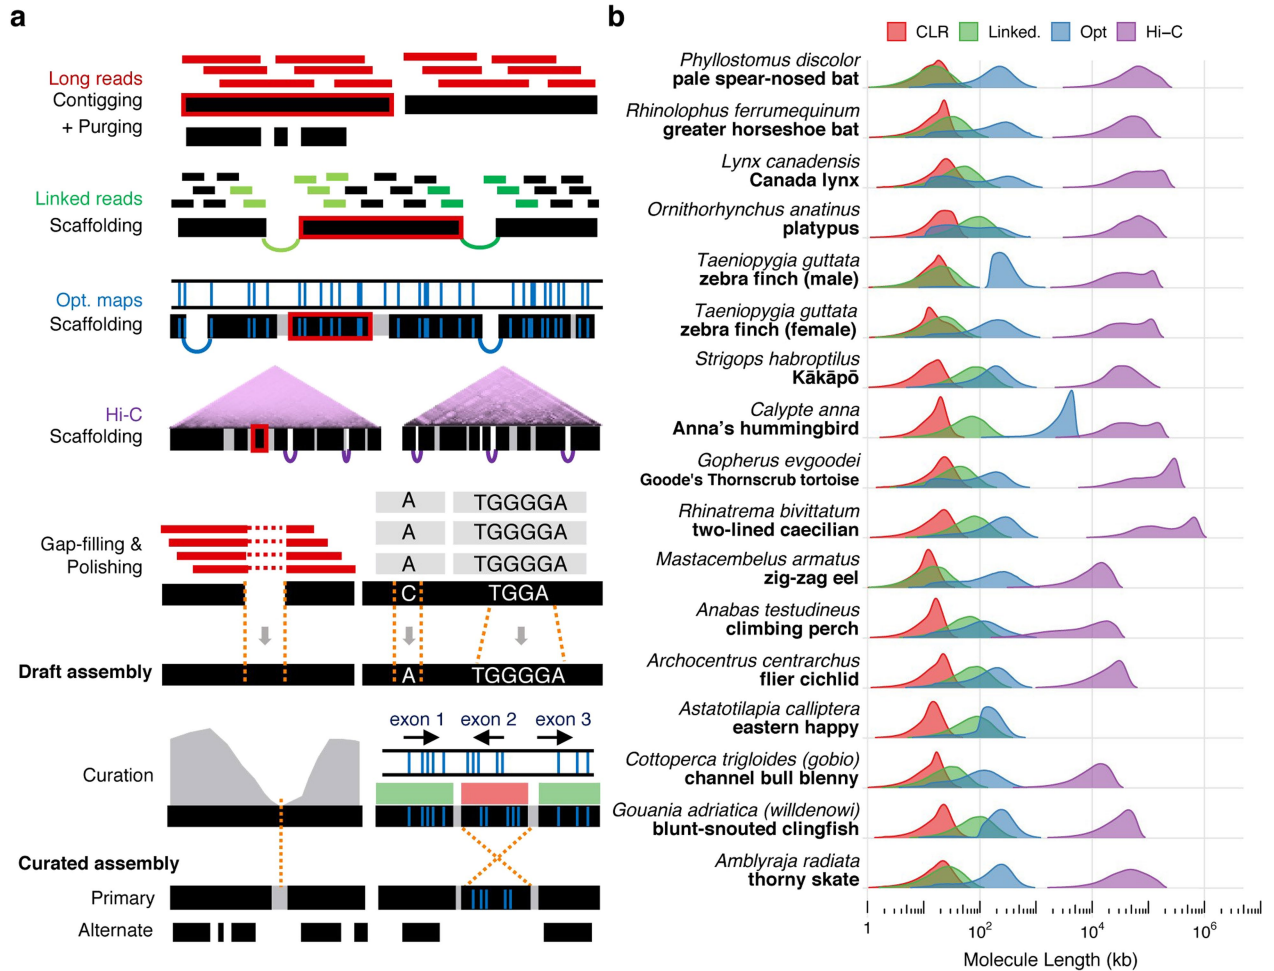 a
Long reads
Contigging
+ Purging
Linked reads
Scaffolding
Opt. maps
Scaffolding
Hi-C
Scaffolding
A TGGGGA
A TGGGGA
A TGGGGA
Gap-filling &
Polishing
C TGGA
Draft assembly
A TGGGGA
exon 1 exon 2 exon 3
Curation
Curated assembly
Primary
Alternate
b
CLR Linked. Opt Hi-C
Phyllostomus discolor
pale spear-nosed bat
Rhinolophus ferrumequinum
greater horseshoe bat
Lynx canadensis
Canada lynx
Ornithorhynchus anatinus
platypus
Taeniopygia guttata
zebra finch (male)
Taeniopygia guttata
zebra finch (female)
Strigops habroptilus
Kākāpō
Calypte anna
Anna's hummingbird
Gopherus evgoodei
Goode's Thornscrub tortoise
Rhinatrema bivittatum
two-lined caecilian
Mastacembelus armatus
zig-zag eel
Anabas testudineus
climbing perch
Archocentrus centrarchus
flier cichlid
Astatotilapia calliptera
eastern happy
Cottoperca trigloides (gobio)
channel bull blenny
Gouania adriatica (willdenowi)
blunt-snouted clingfish
Amblyraja radiata
thorny skate
1 10² 10⁴ 10⁶
Molecule Length (kb)